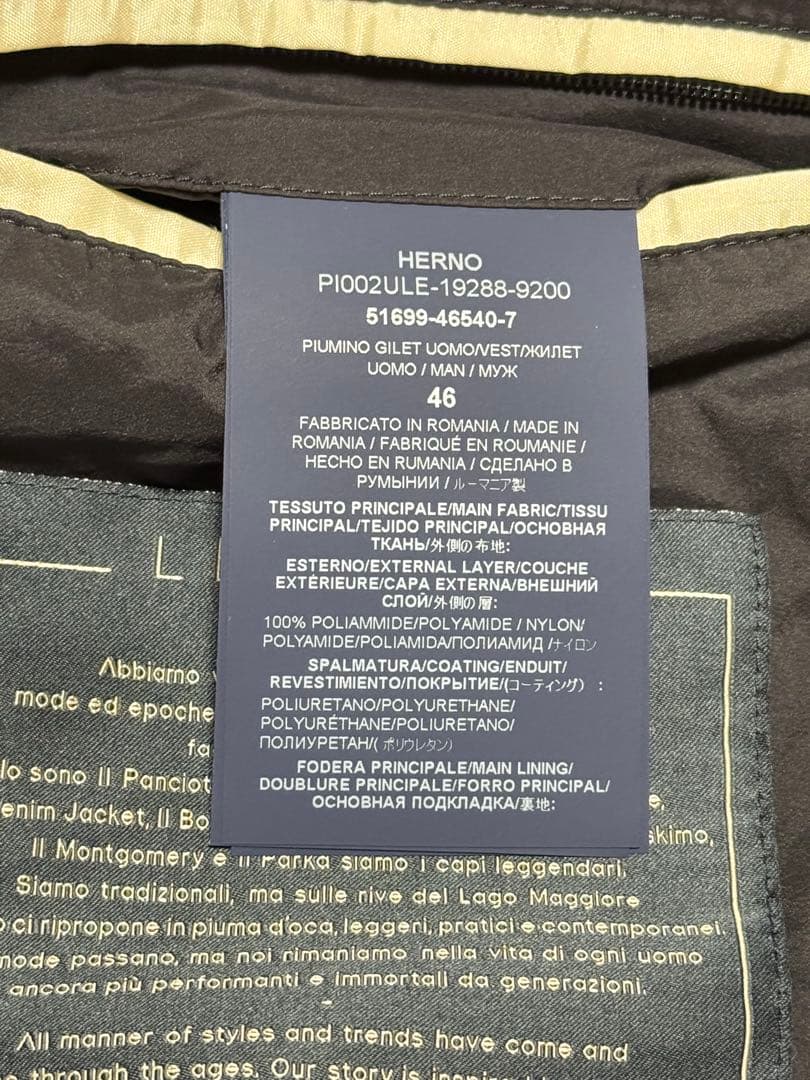 HERNO
PI002ULE-19288-9200
51699-46540-7
PIUMINO GILET UOMO/VEST/ЖИЛЕТ
UOMO / MAN / МУЖ
46
FABBRICATO IN ROMANIA / MADE IN
ROMANIA / FABRIQUÉ EN ROUMANIE /
HECHO EN RUMANIA / СДЕЛАНО В
РУМЫНИИ / ルーマニア製
TESSUTO PRINCIPALE/MAIN FABRIC/TISSU
PRINCIPAL/TEJIDO PRINCIPAL/ОСНОВНАЯ
ТКАНЬ/外側の布地:
ESTERNO/EXTERNAL LAYER/COUCHE
EXTÉRIEURE/CAPA EXTERNA/ВНЕШНИЙ
СЛОЙ/外側の層:
100% POLIAMMIDE/POLYAMIDE / NYLON/
POLYAMIDE/POLIAMIDA/ПОЛИАМИД /ナイロン
SPALMATURA/COATING/ENDUIT/
REVESTIMIENTO/ПОКРЫТИЕ/(コーティング) :
POLIURETANO/POLYURETHANE/
POLYURÉTHANE/POLIURETANO/
ПОЛИУРЕТАН/( ポリウレタン)
FODERA PRINCIPALE/MAIN LINING/
DOUBLURE PRINCIPALE/FORRO PRINCIPAL/
ОСНОВНАЯ ПОДКЛАДКА/裏地:
L
Abbiamo
mode ed epoche
fa
lo sono Il Panciot
enim Jacket, Il Bo
skimo,
Il Montgomery e il Parka siamo i capi leggendari.
Siamo tradizionali, ma sulle rive del Lago Maggiore
ci ripropone in piuma d'oca, leggeri, pratici e contemporanei.
mode passano, ma noi rimaniamo nella vita di ogni uomo
ancora più performanti e immortali da generazioni.
-
All manner of styles and trends have come and
through the ages. Our story is